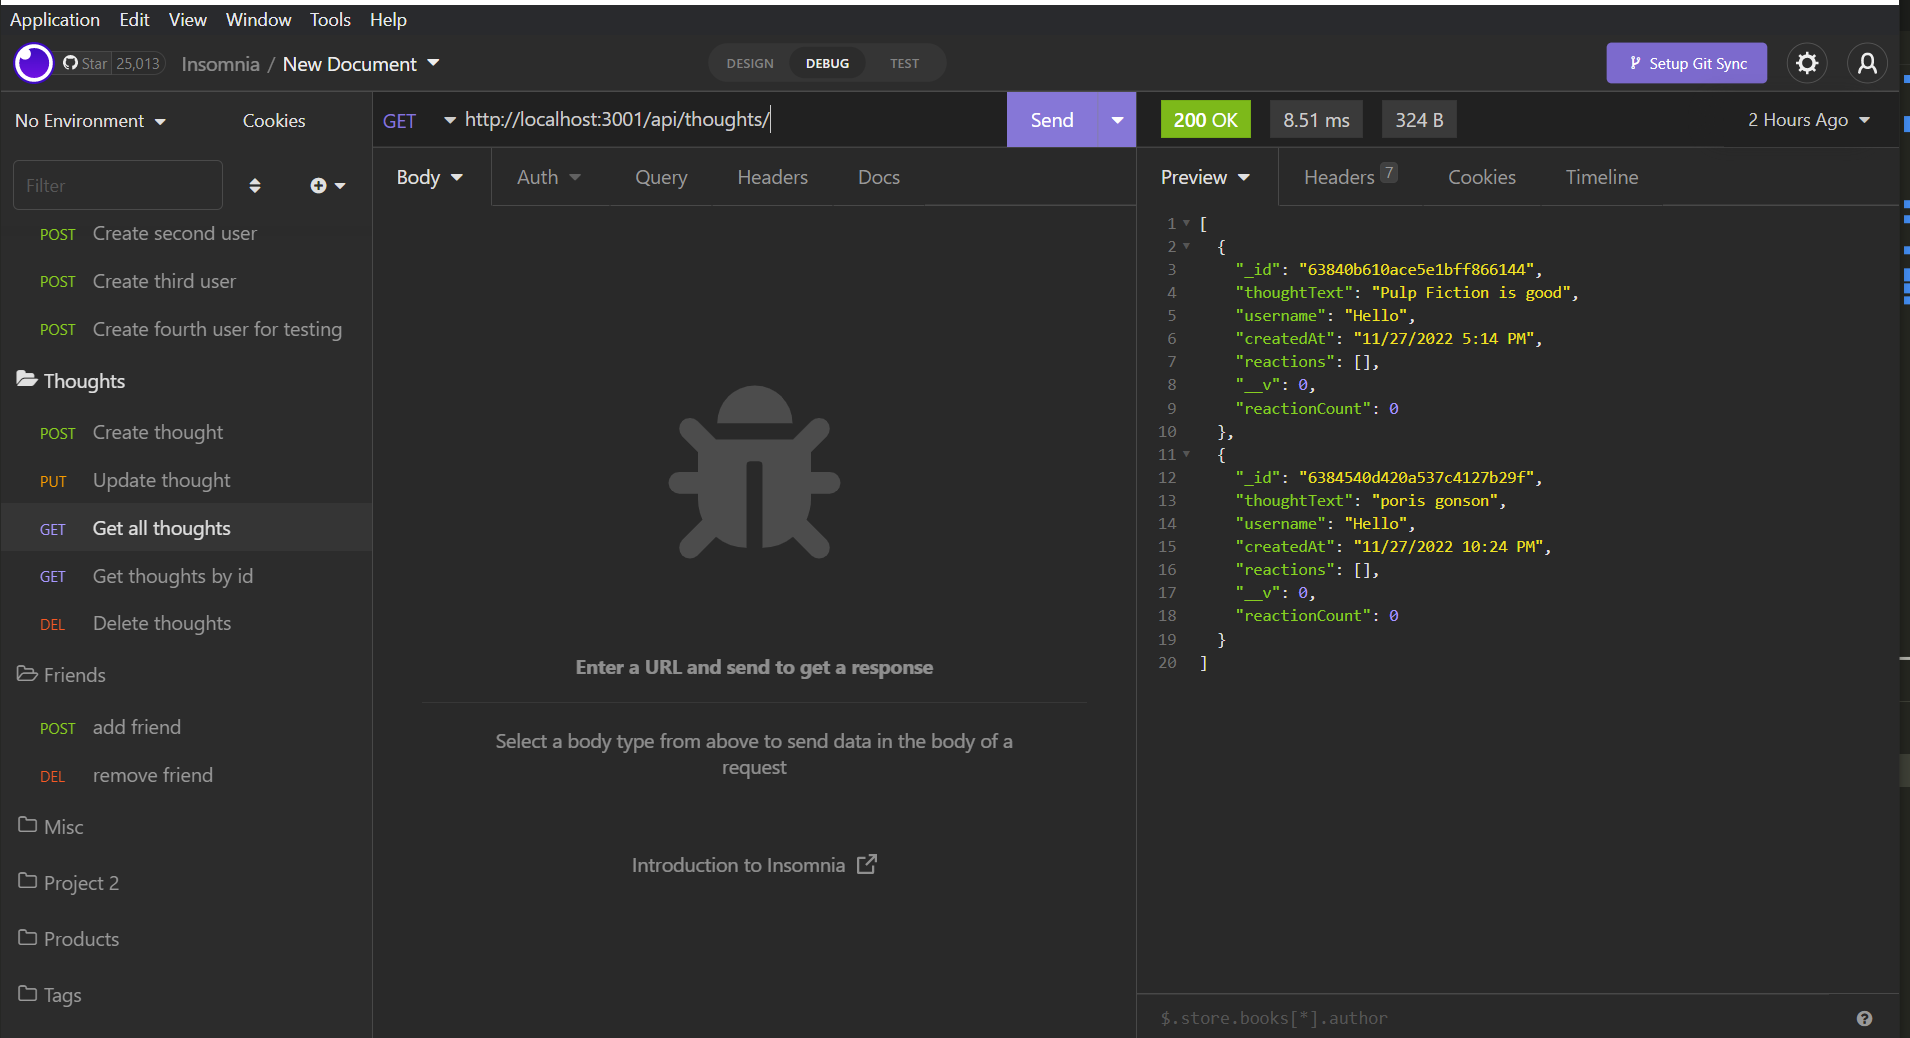 Application Edit View Window Tools Help
Star 25,013 Insomnia / New Document DESIGN DEBUG TEST Setup Git Sync
No Environment Cookies
Filter
POST Create second user
POST Create third user
POST Create fourth user for testing
Thoughts
POST Create thought
PUT Update thought
GET Get all thoughts
GET Get thoughts by id
DEL Delete thoughts
Friends
POST add friend
DEL remove friend
Misc
Project 2
Products
Tags
GET http://localhost:3001/api/thoughts/ Send
Body Auth Query Headers Docs
Enter a URL and send to get a response
Select a body type from above to send data in the body of a
request
Introduction to Insomnia
200 OK 8.51 ms 324 B 2 Hours Ago
Preview Headers 7 Cookies Timeline
1 [
2 {
3 "_id": "63840b610ace5e1bff866144",
4 "thoughtText": "Pulp Fiction is good",
5 "username": "Hello",
6 "createdAt": "11/27/2022 5:14 PM",
7 "reactions": [],
8 "__v": 0,
9 "reactionCount": 0
10 },
11 {
12 "_id": "6384540d420a537c4127b29f",
13 "thoughtText": "poris gonson",
14 "username": "Hello",
15 "createdAt": "11/27/2022 10:24 PM",
16 "reactions": [],
17 "__v": 0,
18 "reactionCount": 0
19 }
20 ]
$.store.books[*].author